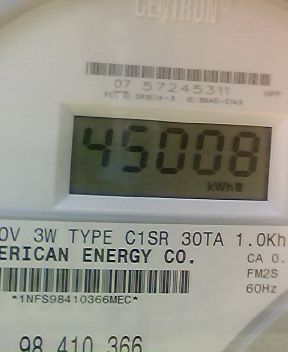 CENTRON®
07 57245311
45008
kWh
0V 3W TYPE C1SR 30TA 1.0Kh
ERICAN ENERGY CO.
CA 0.
FM2S
*1NFS98410366MEC*
60Hz
98 410 366